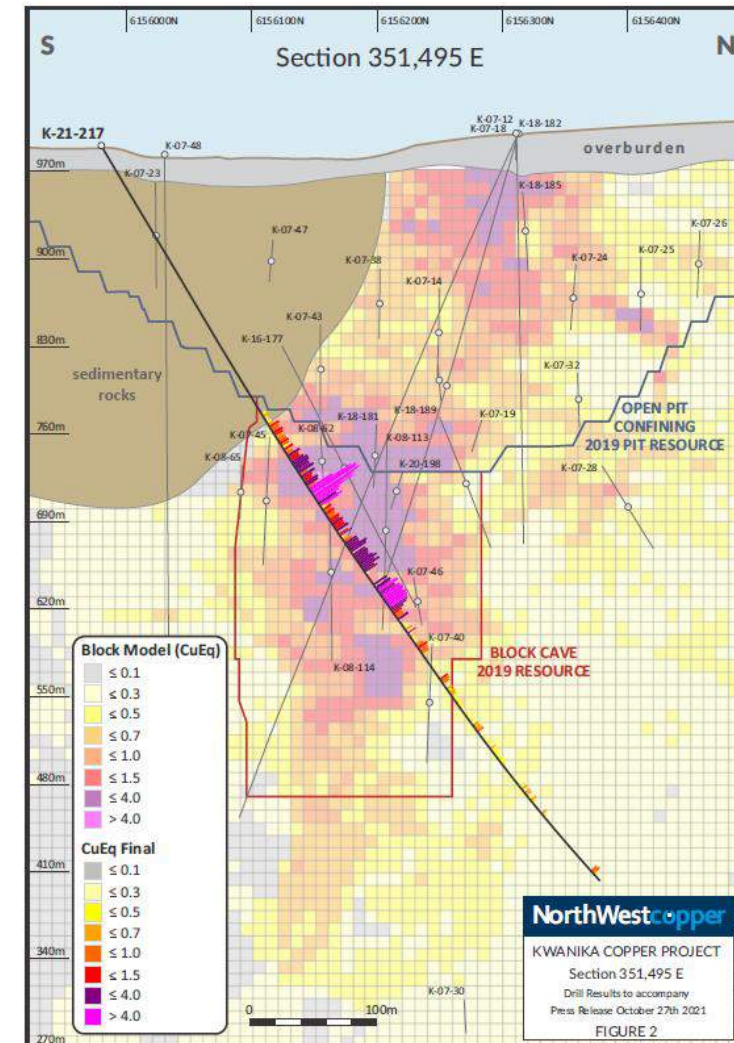 6156000N
6156100N
6156200N
6156300N
6156400N
S
Section 351,495 E
N
K-07-12
K-18-182
K-07-18
K-21-217
K-07-48
overburden
970m
K-07-23
K-18-185
K-07-26
K-07-47
K-07-25
900m
K-07-38
K-07-24
K-07-14
K-07-43
K-16-177
830m
sedimentary
rocks
K-07-32
OPEN PIT
CONFINING
2019 PIT RESOURCE
K-18-181
K-18-189
K-07-19
760m
K-07-45
K-08-62
K-08-113
K-08-65
K-20-198
K-07-28
690m
K-07-46
620m
K-07-40
BLOCK CAVE
2019 RESOURCE
K-08-114
Block Model (CuEq)
≤ 0.1
≤ 0.3
≤ 0.5
≤ 0.7
≤ 1.0
≤ 1.5
≤ 4.0
> 4.0
550m
480m
CuEq Final
≤ 0.1
≤ 0.3
≤ 0.5
≤ 0.7
≤ 1.0
≤ 1.5
≤ 4.0
> 4.0
410m
340m
270m
K-07-30
0 100m
NorthWestcopper
KWANIKA COPPER PROJECT
Section 351,495 E
Drill Results to accompany
Press Release October 27th 2021
FIGURE 2